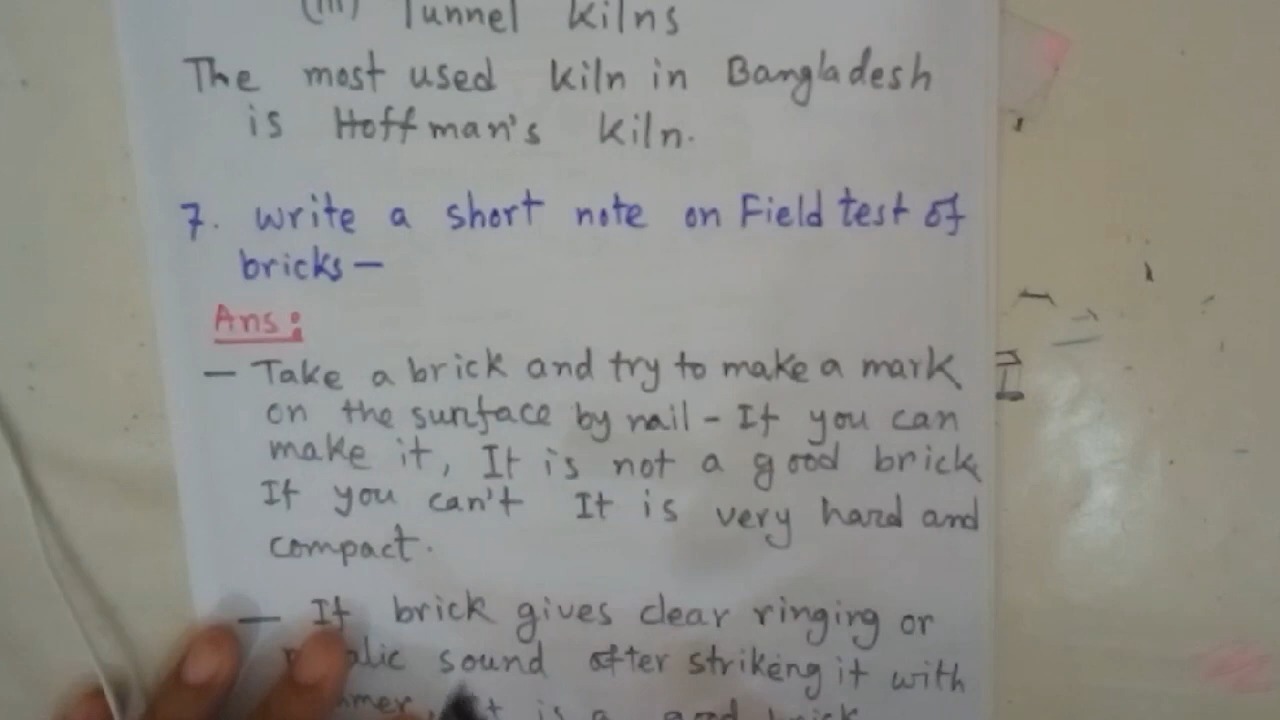 (iii) Tunnel Kilns
The most used kiln in Bangladesh
is Hoffman's Kiln.
7. Write a short note on Field test of
bricks —
Ans:
— Take a brick and try to make a mark
on the surface by nail - If you can
make it, It is not a good brick
If you can't It is very hard and
compact.
— If brick gives clear ringing or
sound after striking it with
is a good brick